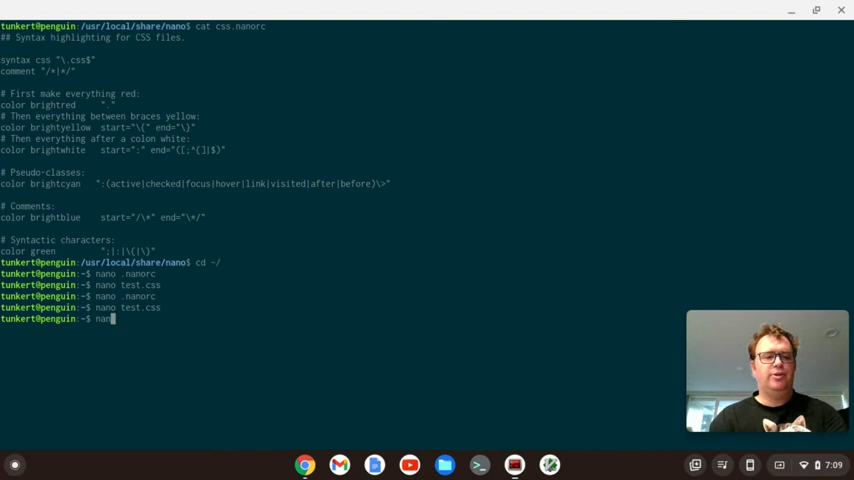 tunkert@penguin:/usr/local/share/nano$ cat css.nanorc
## Syntax highlighting for CSS files.
syntax css "\.css$"
comment "/*|*/"
# First make everything red:
color brightred "."
# Then everything between braces yellow:
color brightyellow start="\{" end="\}"
# Then everything after a colon white:
color brightwhite start=":" end="([;^{]|$)"
# Pseudo-classes:
color brightcyan ":(active|checked|focus|hover|link|visited|after|before)\>"
# Comments:
color brightblue start="/\*" end="\*/"
# Syntactic characters:
color green ";|:|\{|\}"
tunkert@penguin:/usr/local/share/nano$ cd ~/
tunkert@penguin:~$ nano .nanorc
tunkert@penguin:~$ nano test.css
tunkert@penguin:~$ nano .nanorc
tunkert@penguin:~$ nano test.css
tunkert@penguin:~$ nan
7:09